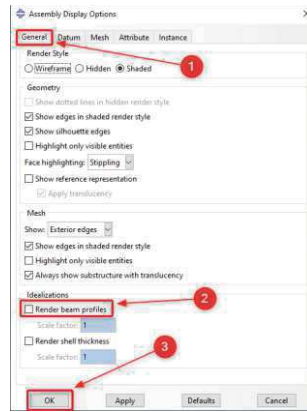 Assembly Display Options
General Datum Mesh Attribute Instance
1
Render Style
Wireframe Hidden Shaded
Geometry
Show dotted lines in hidden render style
Show edges in shaded render style
Show silhouette edges
Highlight only visible entities
Face highlighting: Stippling
Show reference representation
Apply translucency
Mesh
Show: Exterior edges
Show edges in shaded render style
Highlight only visible entities
Always show substructure with translucency
Idealizations
Render beam profiles
2
Scale factor: 1
Render shell thickness
3
Scale factor: 1
OK Apply Defaults Cancel